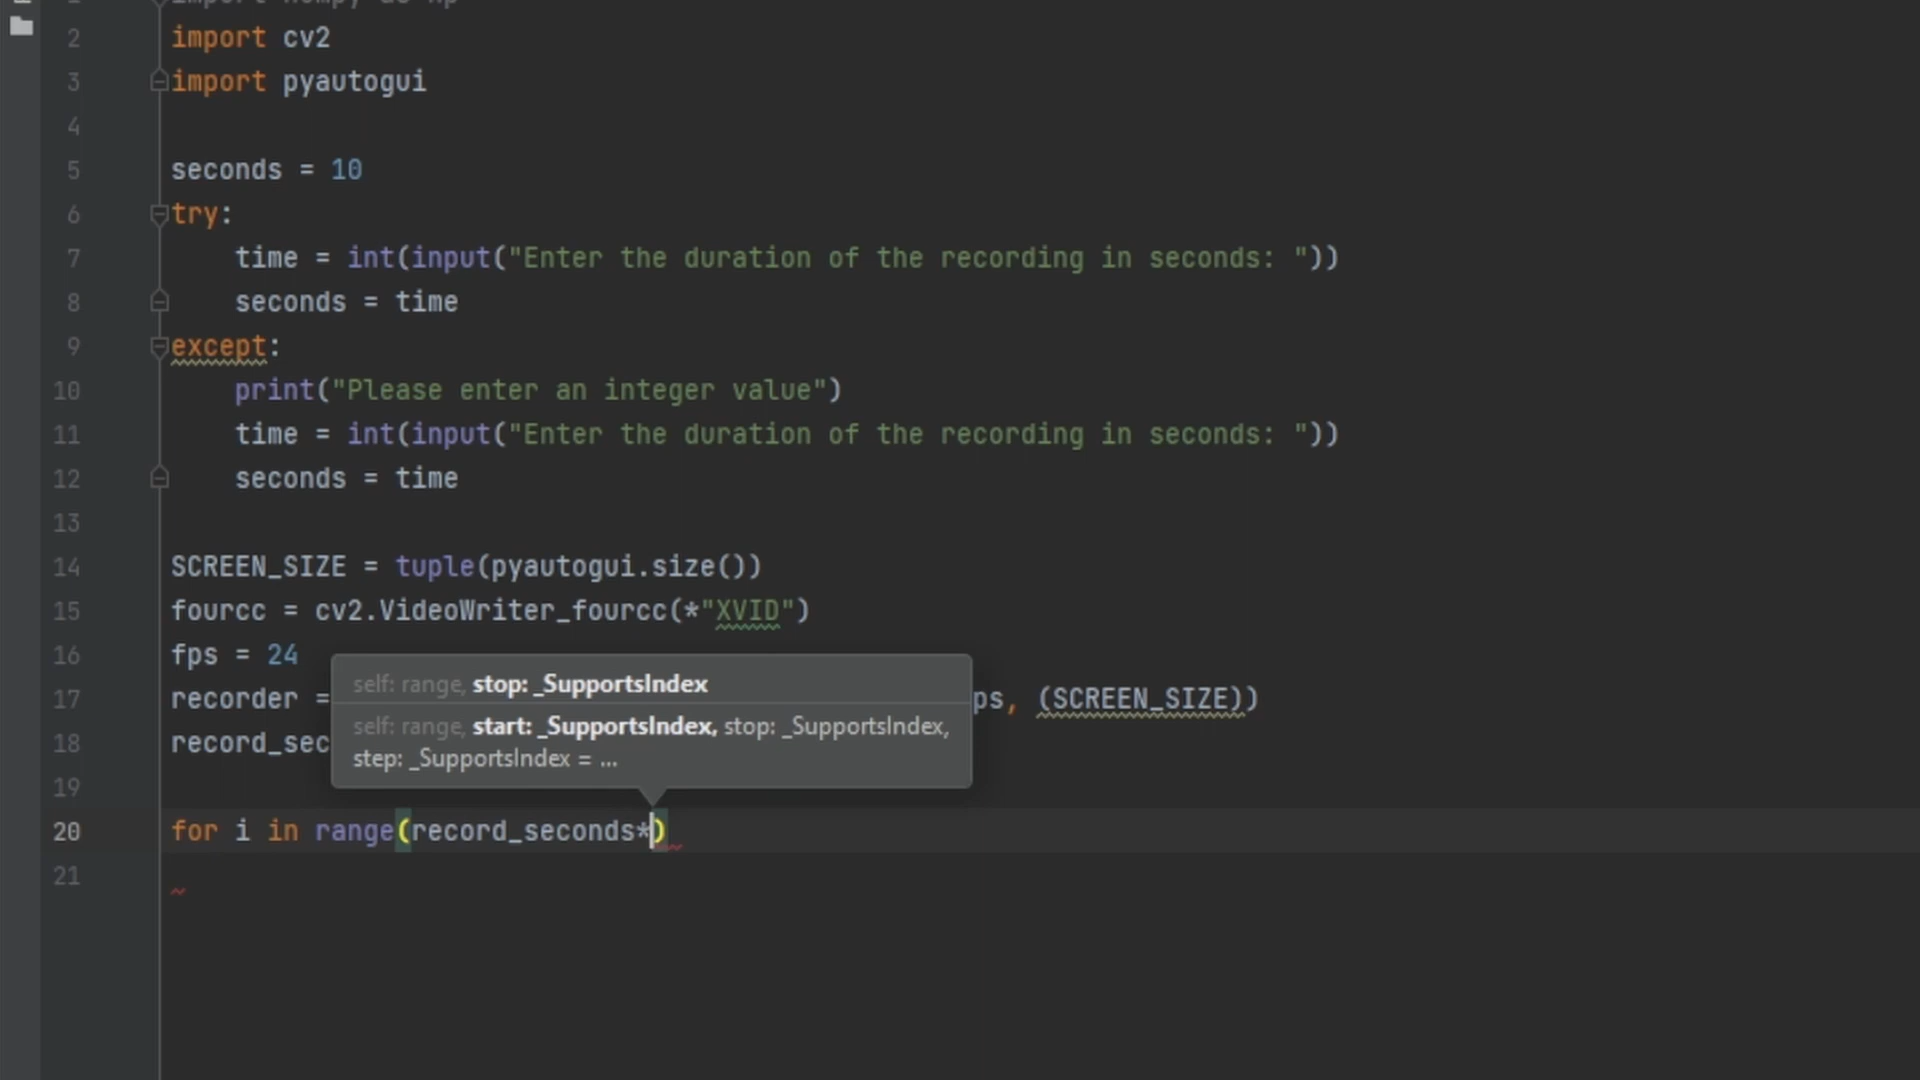 import numpy as np
2 import cv2
3 import pyautogui
4
5 seconds = 10
6 try:
7 time = int(input("Enter the duration of the recording in seconds: "))
8 seconds = time
9 except:
10 print("Please enter an integer value")
11 time = int(input("Enter the duration of the recording in seconds: "))
12 seconds = time
13
14 SCREEN_SIZE = tuple(pyautogui.size())
15 fourcc = cv2.VideoWriter_fourcc(*"XVID")
16 fps = 24
self: range, stop: _SupportsIndex
17 recorder = ps, (SCREEN_SIZE))
self: range, start: _SupportsIndex, stop: _SupportsIndex,
18 record_sec
step: _SupportsIndex = ...
19
20 for i in range(record_seconds*)
21